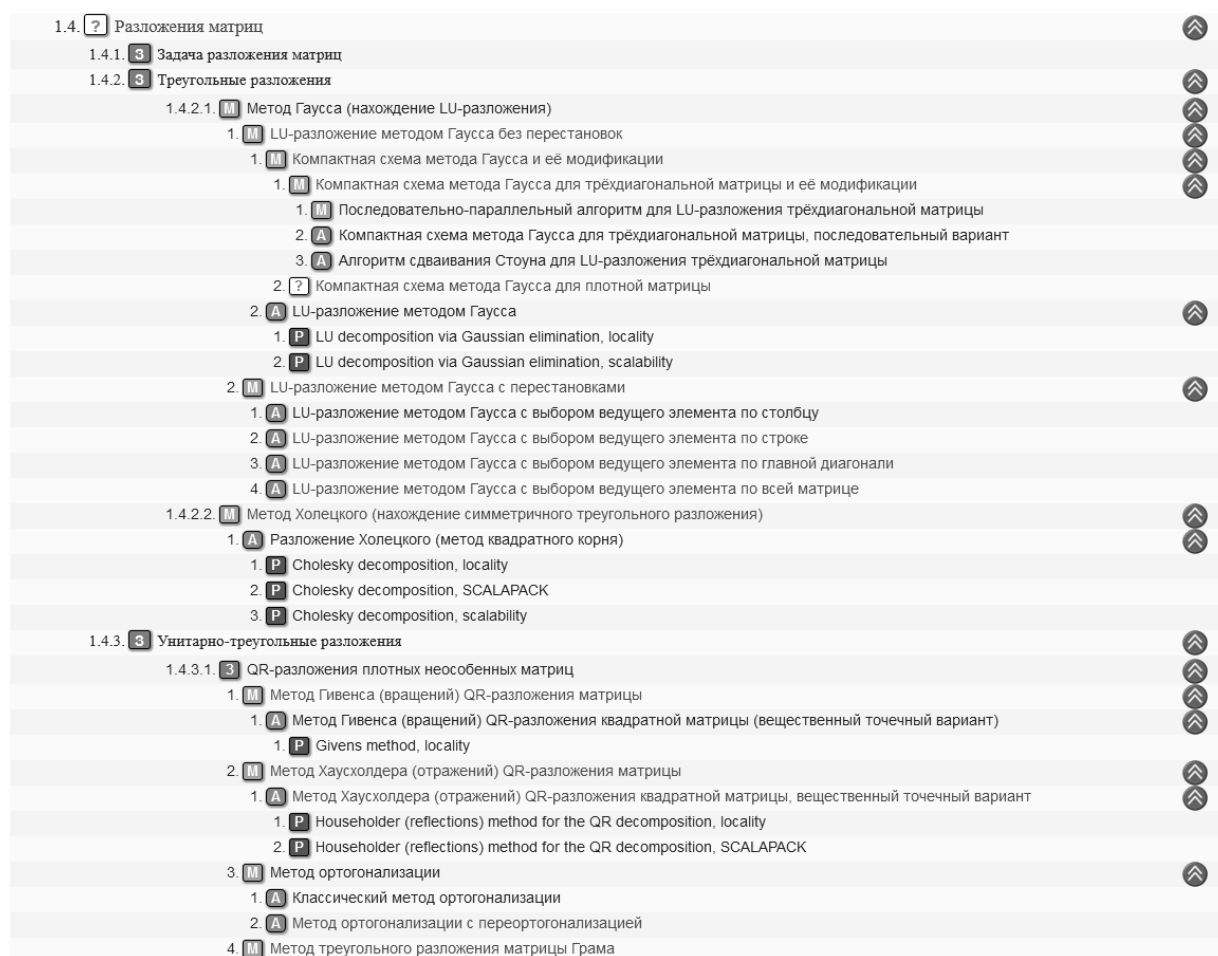 1.4. ? Разложения матриц
1.4.1. З Задача разложения матриц
1.4.2. З Треугольные разложения
1.4.2.1. М Метод Гаусса (нахождение LU-разложения)
1. М LU-разложение методом Гаусса без перестановок
1. М Компактная схема метода Гаусса и её модификации
1. М Компактная схема метода Гаусса для трёхдиагональной матрицы и её модификации
1. М Последовательно-параллельный алгоритм для LU-разложения трёхдиагональной матрицы
2. А Компактная схема метода Гаусса для трёхдиагональной матрицы, последовательный вариант
3. А Алгоритм сдваивания Стоуна для LU-разложения трёхдиагональной матрицы
2. ? Компактная схема метода Гаусса для плотной матрицы
2. А LU-разложение методом Гаусса
1. P LU decomposition via Gaussian elimination, locality
2. P LU decomposition via Gaussian elimination, scalability
2. М LU-разложение методом Гаусса с перестановками
1. А LU-разложение методом Гаусса с выбором ведущего элемента по столбцу
2. А LU-разложение методом Гаусса с выбором ведущего элемента по строке
3. А LU-разложение методом Гаусса с выбором ведущего элемента по главной диагонали
4. А LU-разложение методом Гаусса с выбором ведущего элемента по всей матрице
1.4.2.2. М Метод Холецкого (нахождение симметричного треугольного разложения)
1. А Разложение Холецкого (метод квадратного корня)
1. P Cholesky decomposition, locality
2. P Cholesky decomposition, SCALAPACK
3. P Cholesky decomposition, scalability
1.4.3. З Унитарно-треугольные разложения
1.4.3.1. З QR-разложения плотных неособенных матриц
1. М Метод Гивенса (вращений) QR-разложения матрицы
1. А Метод Гивенса (вращений) QR-разложения квадратной матрицы (вещественный точечный вариант)
1. P Givens method, locality
2. М Метод Хаусхолдера (отражений) QR-разложения матрицы
1. А Метод Хаусхолдера (отражений) QR-разложения квадратной матрицы, вещественный точечный вариант
1. P Householder (reflections) method for the QR decomposition, locality
2. P Householder (reflections) method for the QR decomposition, SCALAPACK
3. М Метод ортогонализации
1. А Классический метод ортогонализации
2. А Метод ортогонализации с переортогонализацией
4. М Метод треугольного разложения матрицы Грама